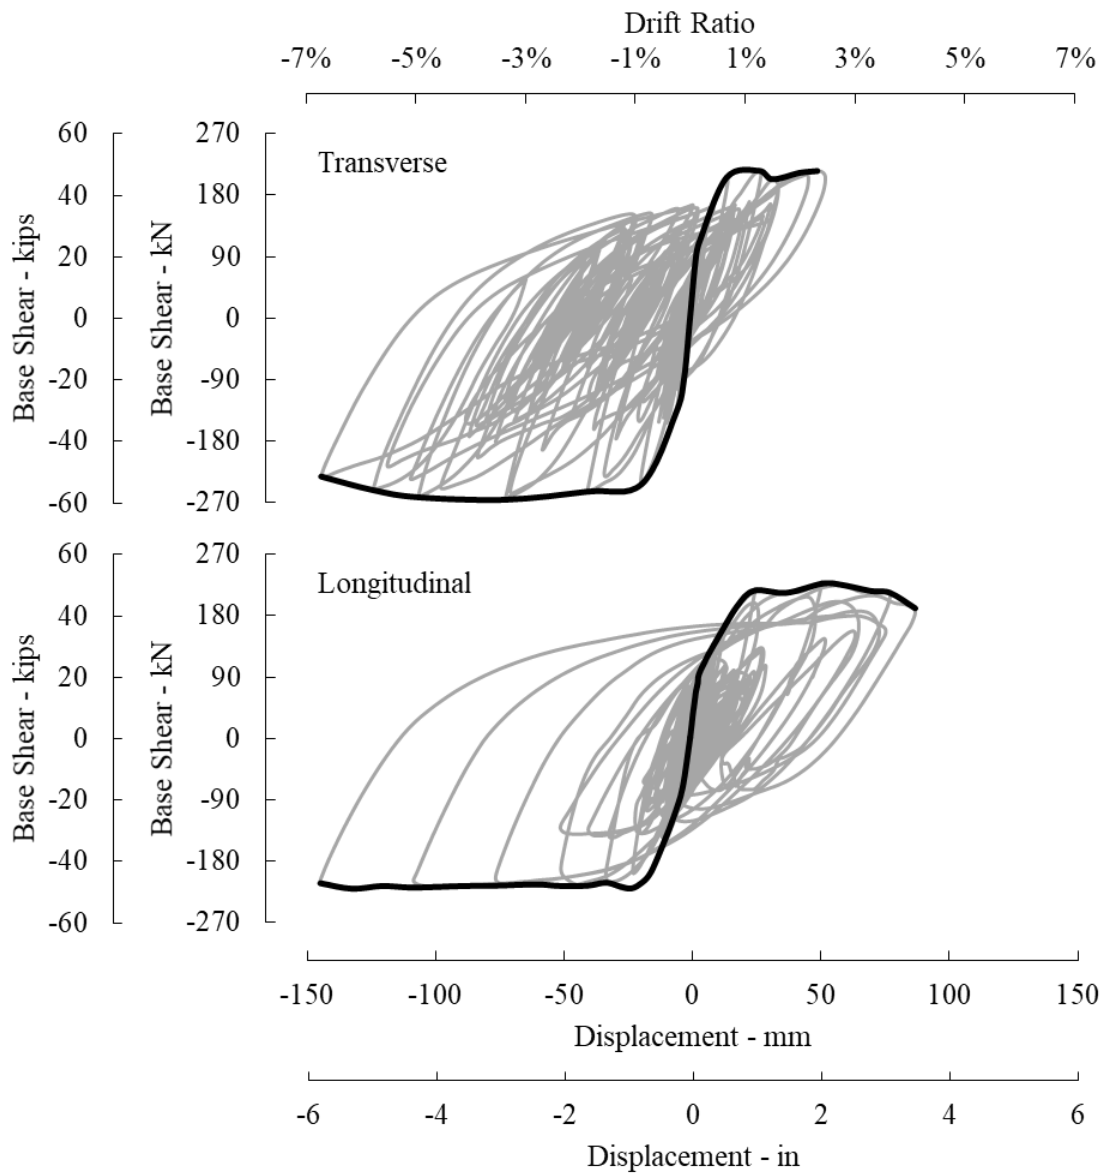 Drift Ratio
-7% -5% -3% -1% 1% 3% 5% 7%
Transverse
Base Shear - kips
60
40
20
0
-20
-40
-60
Base Shear - kN
270
180
90
0
-90
-180
-270
Longitudinal
Base Shear - kips
60
40
20
0
-20
-40
-60
Base Shear - kN
270
180
90
0
-90
-180
-270
-150 -100 -50 0 50 100 150
Displacement - mm
-6 -4 -2 0 2 4 6
Displacement - in